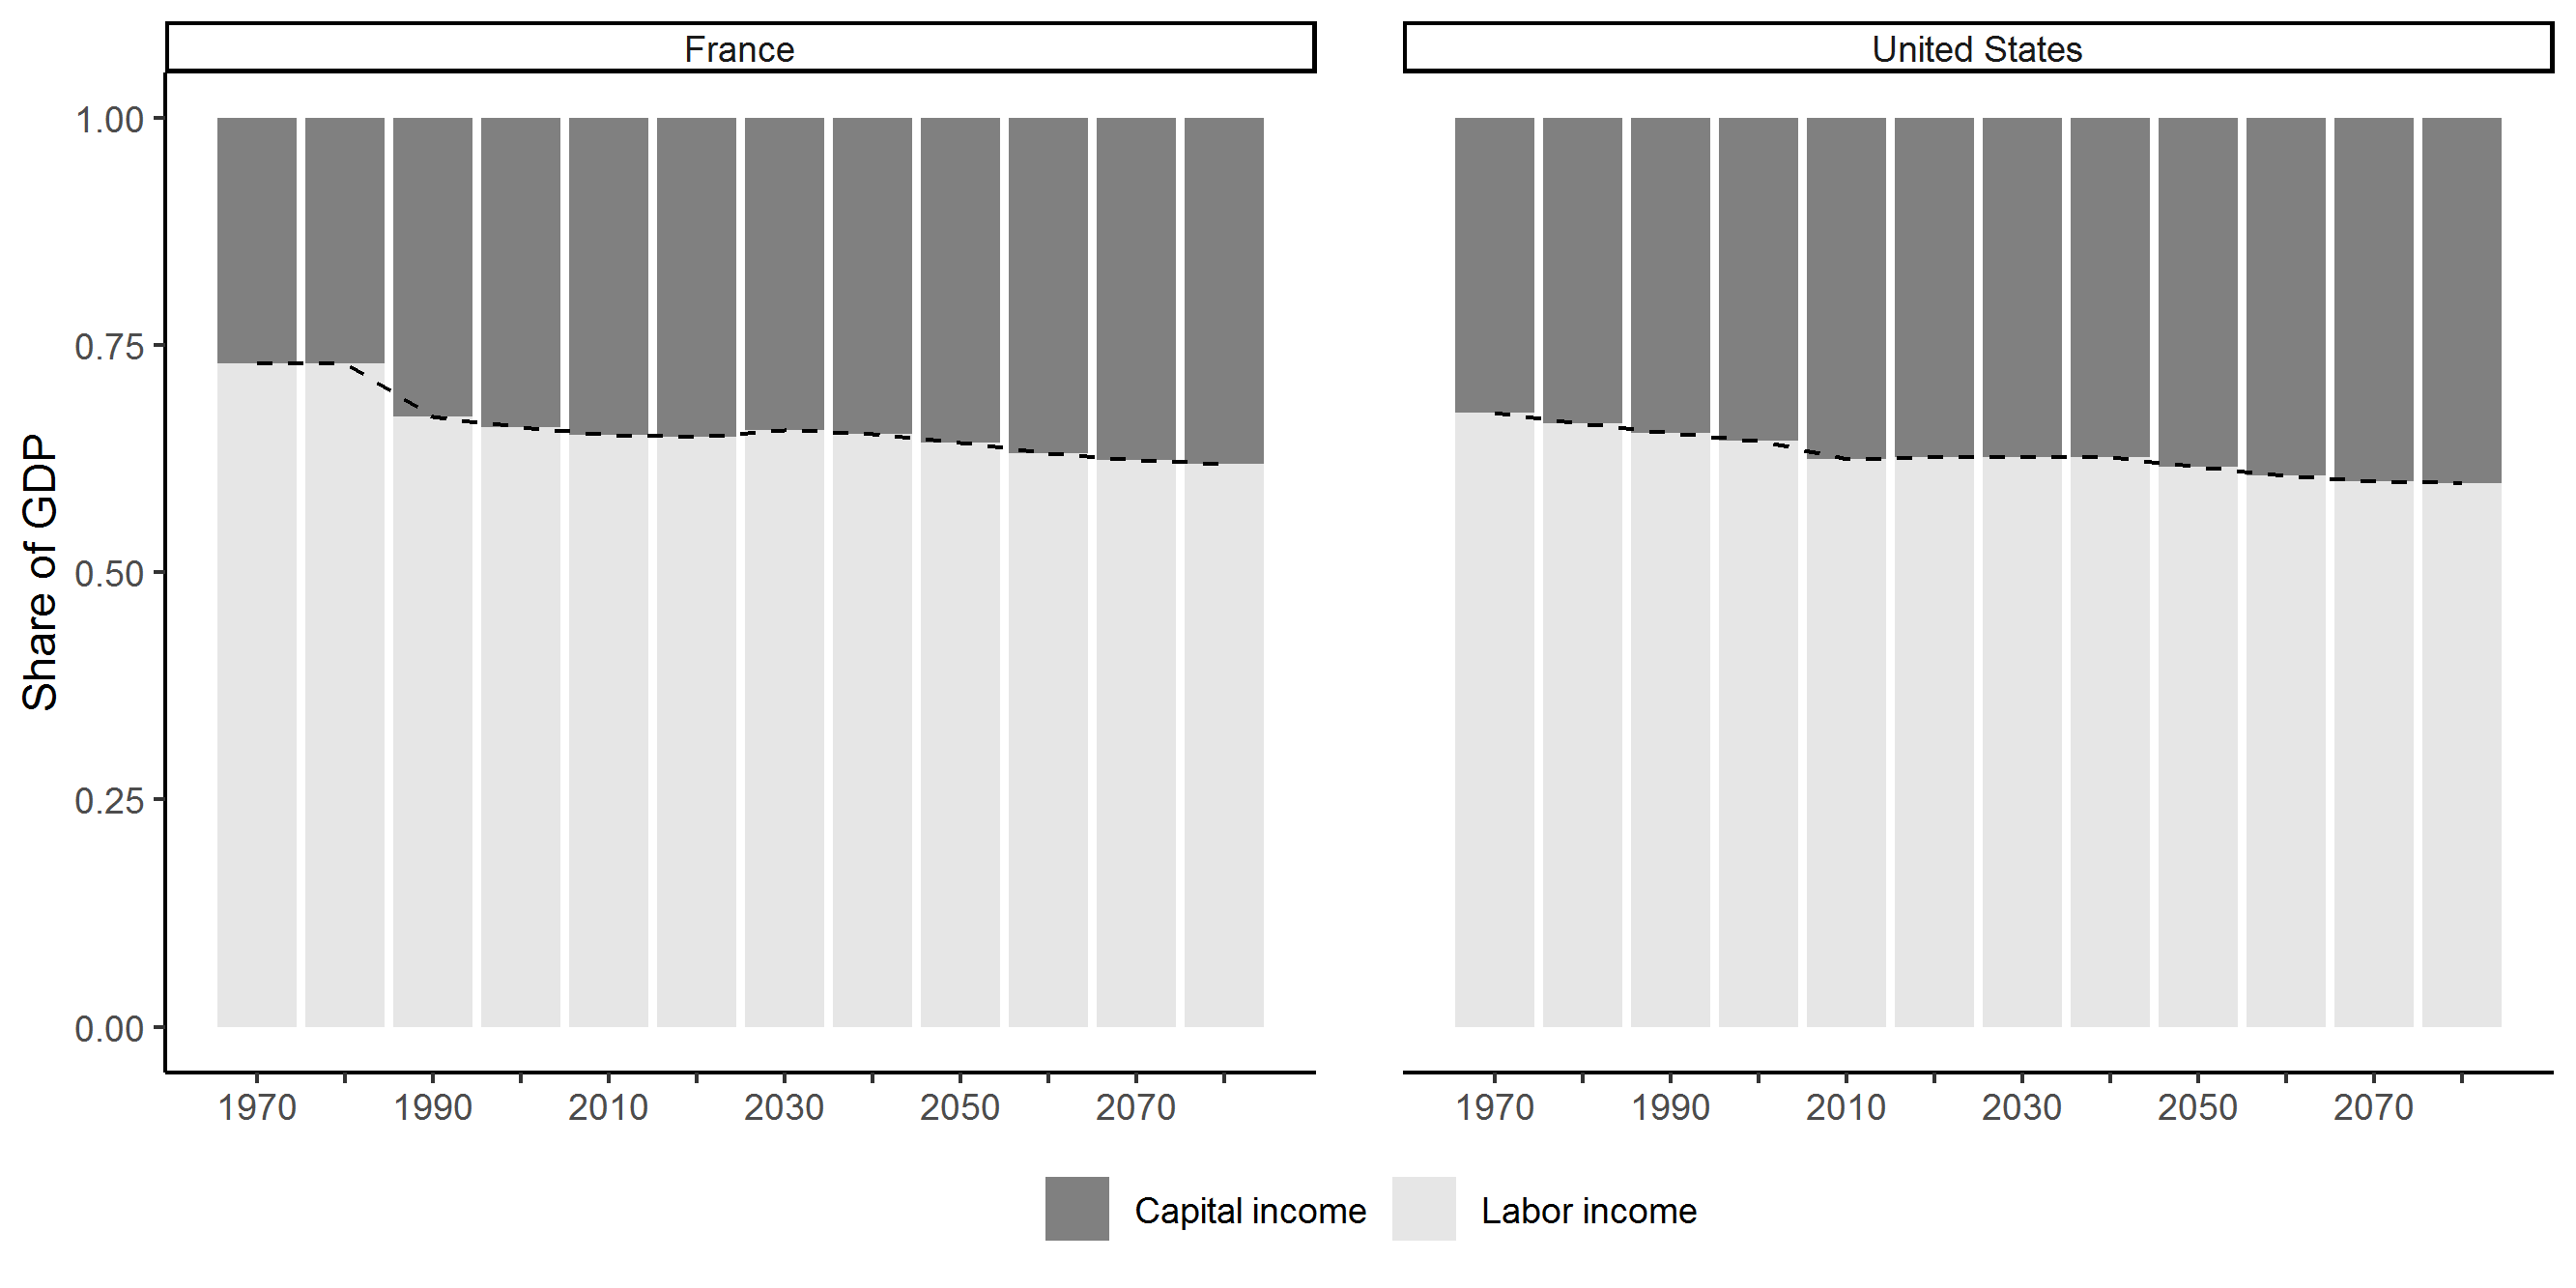 France
United States
Share of GDP
1.00
0.75
0.50
0.25
0.00
1970 1990 2010 2030 2050 2070
1970 1990 2010 2030 2050 2070
Capital income
Labor income